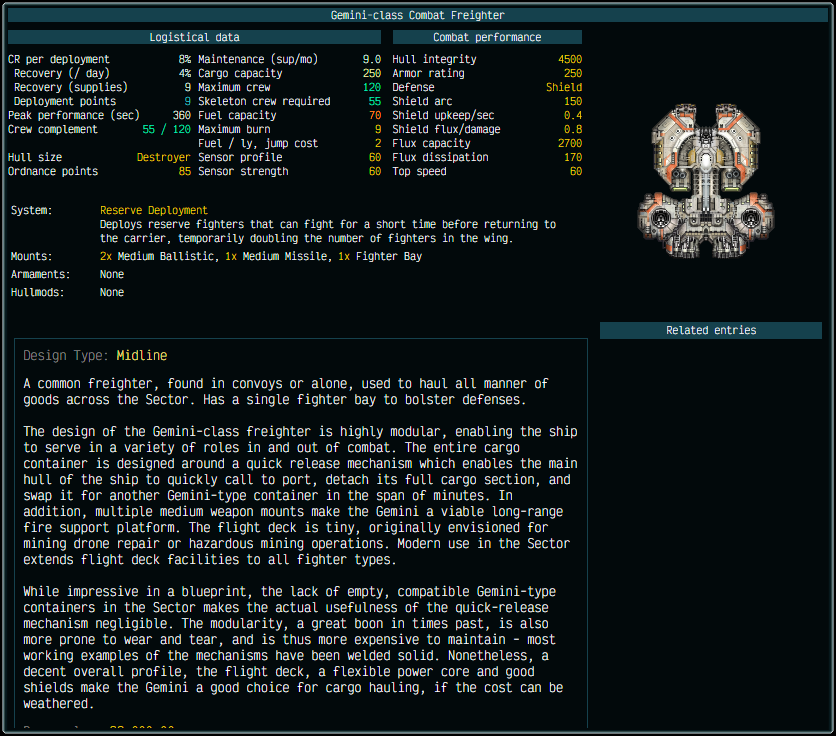 Gemini-class Combat Freighter
Logistical data
CR per deployment 8% Maintenance (sup/mo) 9.0
Recovery (/ day) 4% Cargo capacity 250
Recovery (supplies) 9 Maximum crew 120
Deployment points 9 Skeleton crew required 55
Peak performance (sec) 360 Fuel capacity 70
Crew complement 55 / 120 Maximum burn 9
Fuel / ly, jump cost 2
Hull size Destroyer Sensor profile 60
Ordnance points 85 Sensor strength 60
Combat performance
Hull integrity 4500
Armor rating 250
Defense Shield
Shield arc 150
Shield upkeep/sec 0.4
Shield flux/damage 0.8
Flux capacity 2700
Flux dissipation 170
Top speed 60
System: Reserve Deployment
Deploys reserve fighters that can fight for a short time before returning to
the carrier, temporarily doubling the number of fighters in the wing.
Mounts: 2x Medium Ballistic, 1x Medium Missile, 1x Fighter Bay
Armaments: None
Hullmods: None
Related entries
Design Type: Midline
A common freighter, found in convoys or alone, used to haul all manner of
goods across the Sector. Has a single fighter bay to bolster defenses.
The design of the Gemini-class freighter is highly modular, enabling the ship
to serve in a variety of roles in and out of combat. The entire cargo
container is designed around a quick release mechanism which enables the main
hull of the ship to quickly call to port, detach its full cargo section, and
swap it for another Gemini-type container in the span of minutes. In
addition, multiple medium weapon mounts make the Gemini a viable long-range
fire support platform. The flight deck is tiny, originally envisioned for
mining drone repair or hazardous mining operations. Modern use in the Sector
extends flight deck facilities to all fighter types.
While impressive in a blueprint, the lack of empty, compatible Gemini-type
containers in the Sector makes the actual usefulness of the quick-release
mechanism negligible. The modularity, a great boon in times past, is also
more prone to wear and tear, and is thus more expensive to maintain - most
working examples of the mechanisms have been welded solid. Nonetheless, a
decent overall profile, the flight deck, a flexible power core and good
shields make the Gemini a good choice for cargo hauling, if the cost can be
weathered.